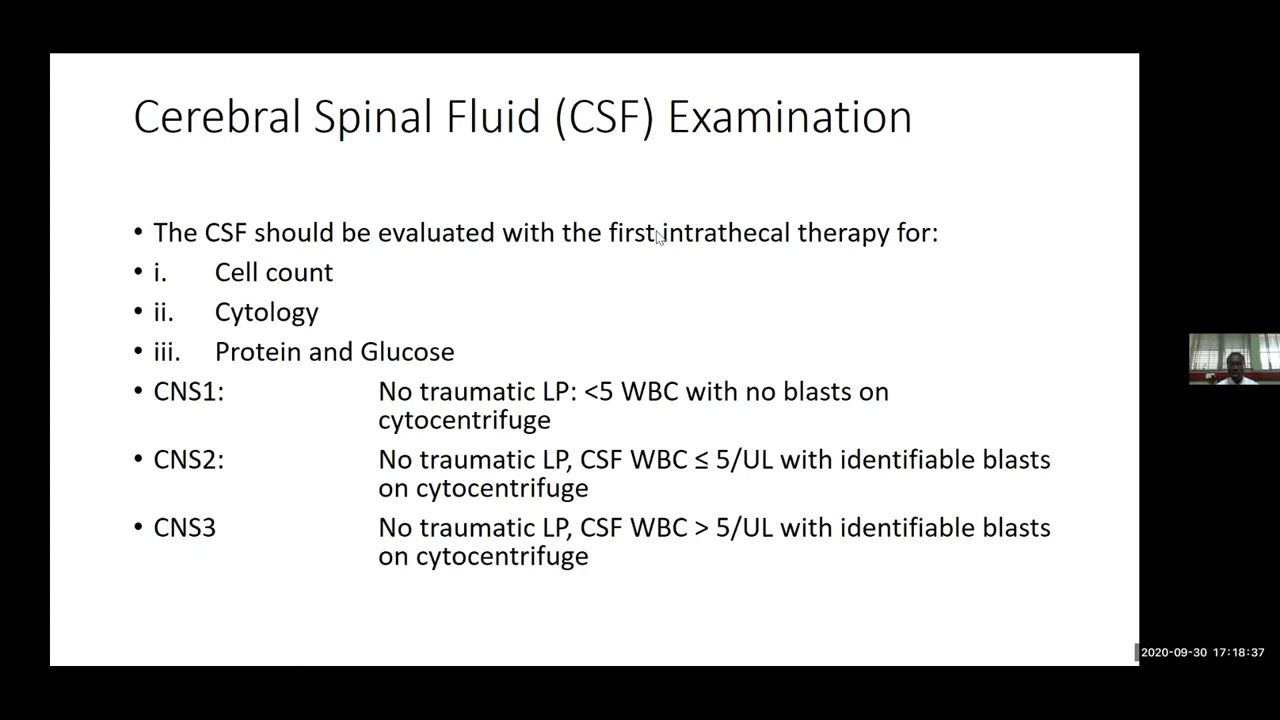 Cerebral Spinal Fluid (CSF) Examination
• The CSF should be evaluated with the first intrathecal therapy for:
• i. Cell count
• ii. Cytology
• iii. Protein and Glucose
• CNS1: No traumatic LP: <5 WBC with no blasts on
cytocentrifuge
• CNS2: No traumatic LP, CSF WBC ≤ 5/UL with identifiable blasts
on cytocentrifuge
• CNS3 No traumatic LP, CSF WBC > 5/UL with identifiable blasts
on cytocentrifuge
2020-09-30 17:18:37